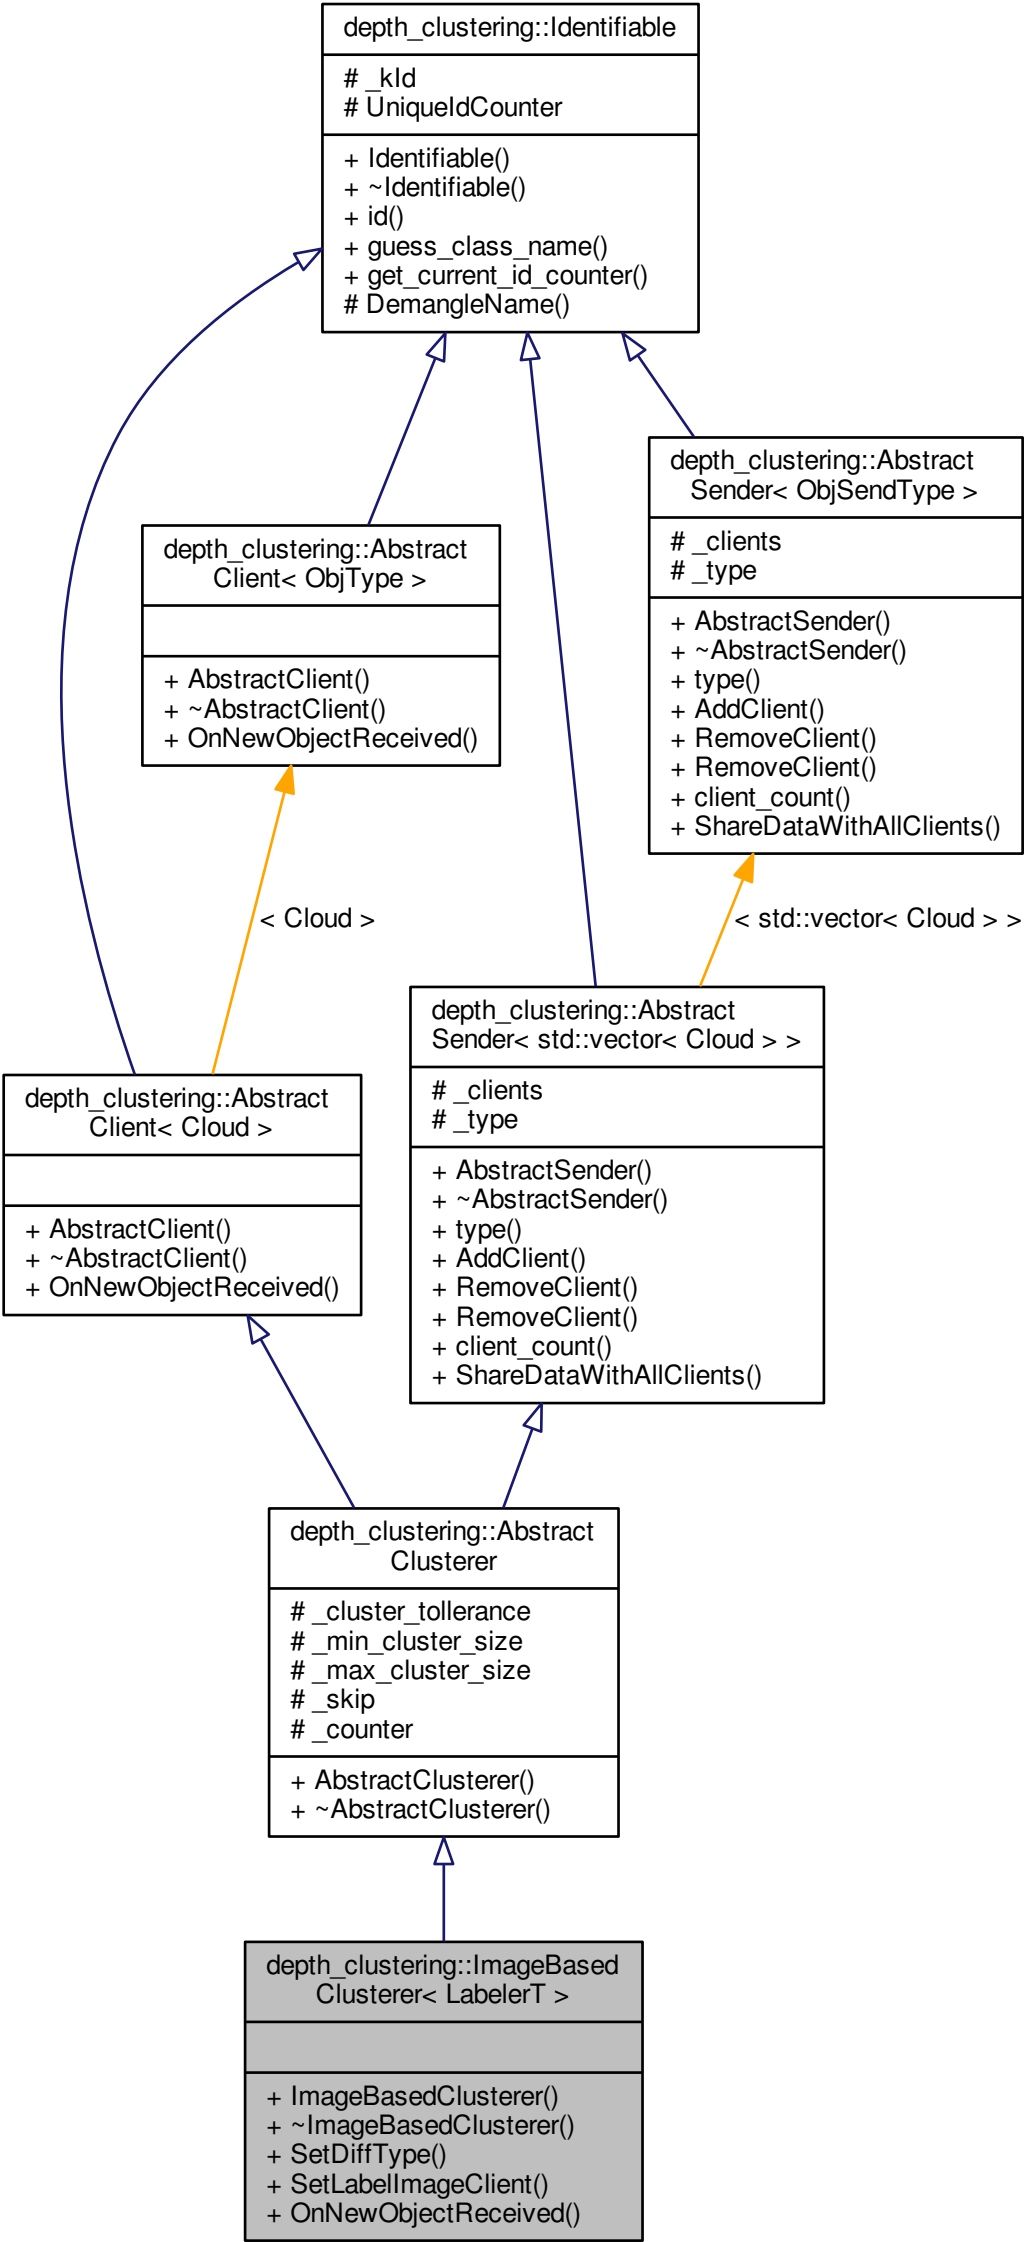 depth_clustering::Identifiable
# _kId
# UniqueIdCounter
+ Identifiable()
+ ~Identifiable()
+ id()
+ guess_class_name()
+ get_current_id_counter()
# DemangleName()
depth_clustering::Abstract
Sender< ObjSendType >
# _clients
# _type
+ AbstractSender()
+ ~AbstractSender()
+ type()
+ AddClient()
+ RemoveClient()
+ RemoveClient()
+ client_count()
+ ShareDataWithAllClients()
depth_clustering::Abstract
Client< ObjType >
+ AbstractClient()
+ ~AbstractClient()
+ OnNewObjectReceived()
< Cloud >
< std::vector< Cloud > >
depth_clustering::Abstract
Sender< std::vector< Cloud > >
# _clients
# _type
+ AbstractSender()
+ ~AbstractSender()
+ type()
+ AddClient()
+ RemoveClient()
+ RemoveClient()
+ client_count()
+ ShareDataWithAllClients()
depth_clustering::Abstract
Client< Cloud >
+ AbstractClient()
+ ~AbstractClient()
+ OnNewObjectReceived()
depth_clustering::Abstract
Clusterer
# _cluster_tollerance
# _min_cluster_size
# _max_cluster_size
# _skip
# _counter
+ AbstractClusterer()
+ ~AbstractClusterer()
depth_clustering::ImageBased
Clusterer< LabelerT >
+ ImageBasedClusterer()
+ ~ImageBasedClusterer()
+ SetDiffType()
+ SetLabelImageClient()
+ OnNewObjectReceived()